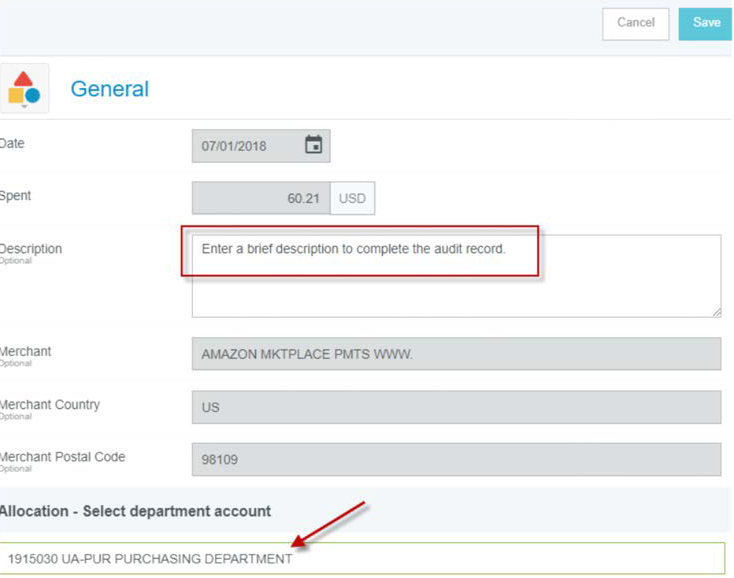 Cancel Save
General
Date 07/01/2018
Spent 60.21 USD
Description Enter a brief description to complete the audit record.
Optional
Merchant AMAZON MKTPLACE PMTS WWW.
Optional
Merchant Country US
Optional
Merchant Postal Code 98109
Optional
Allocation - Select department account
1915030 UA-PUR PURCHASING DEPARTMENT